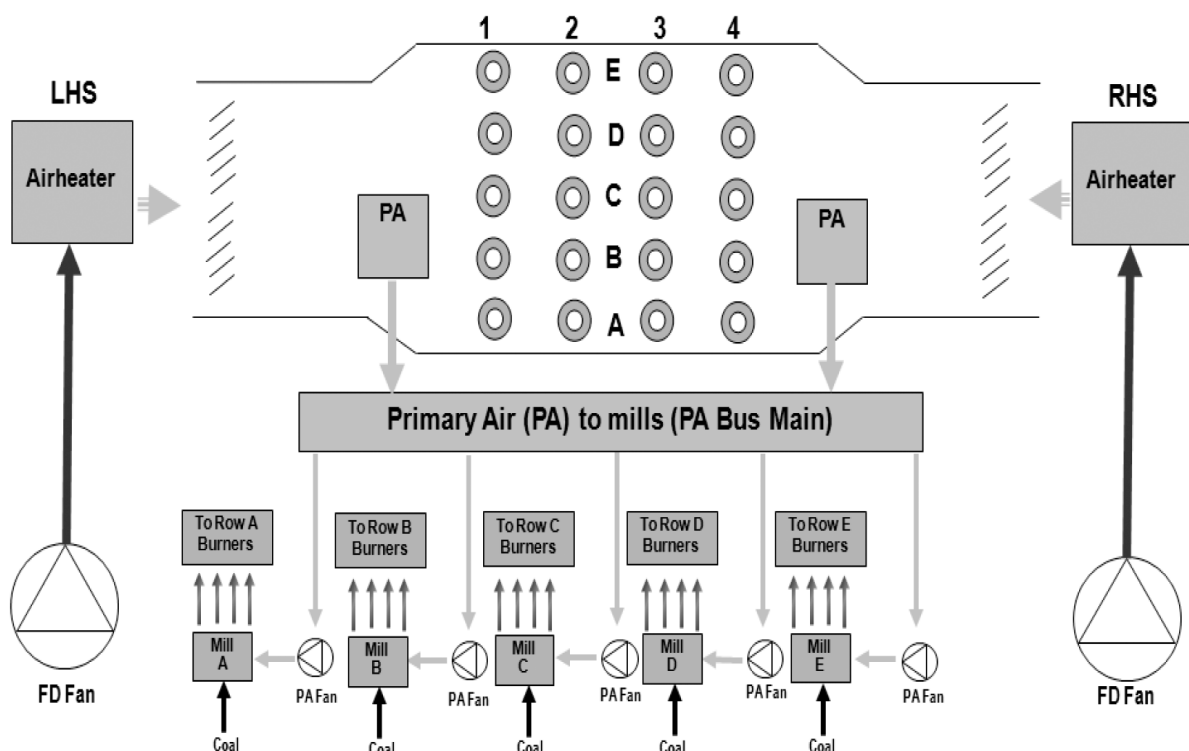 1 2 3 4
E
LHS
RHS
D
Airheater
Airheater
C
PA
PA
B
A
Primary Air (PA) to mills (PA Bus Main)
To Row A
Burners
To Row B
Burners
To Row C
Burners
To Row D
Burners
To Row E
Burners
Mill
A
Mill
B
Mill
C
Mill
D
Mill
E
FD Fan
PA Fan
PA Fan
PA Fan
PA Fan
PA Fan
FD Fan
Coal
Coal
Coal
Coal
Coal